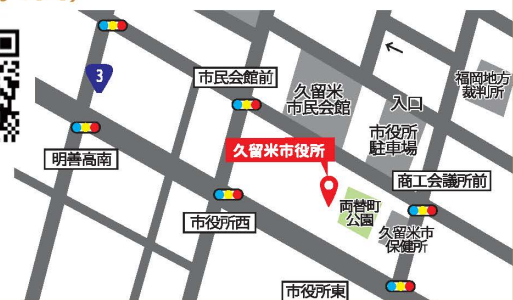 3
市民会館前
久留米
市民会館
入口
福岡地方
裁判所
市役所
駐車場
久留米市役所
明善高南
商工会議所前
両替町
公園
市役所西
久留米市
保健所
市役所東